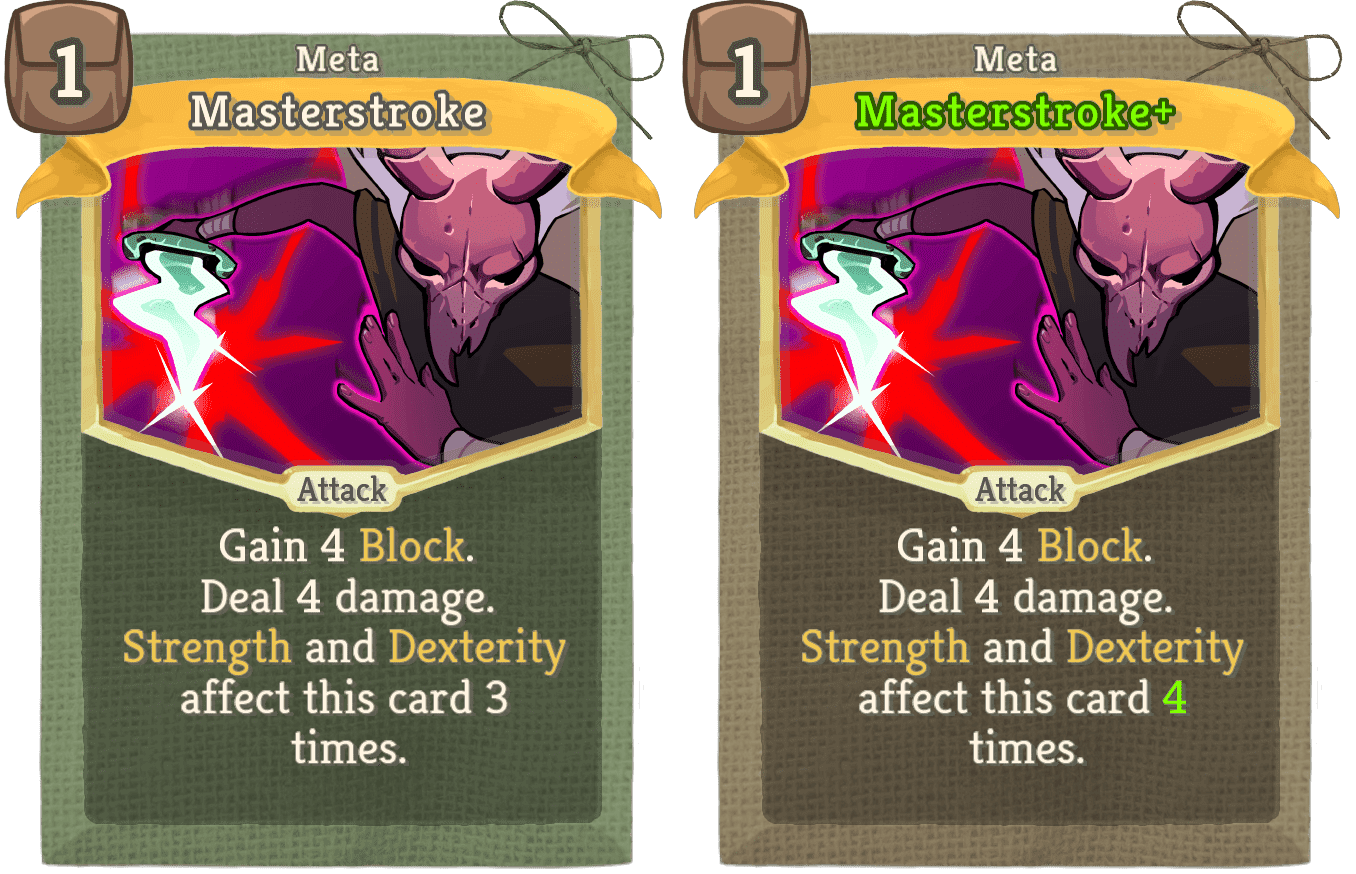 1
Meta
Masterstroke
Attack
Gain 4 Block.
Deal 4 damage.
Strength and Dexterity
affect this card 3
times.
1
Meta
Masterstroke+
Attack
Gain 4 Block.
Deal 4 damage.
Strength and Dexterity
affect this card 4
times.